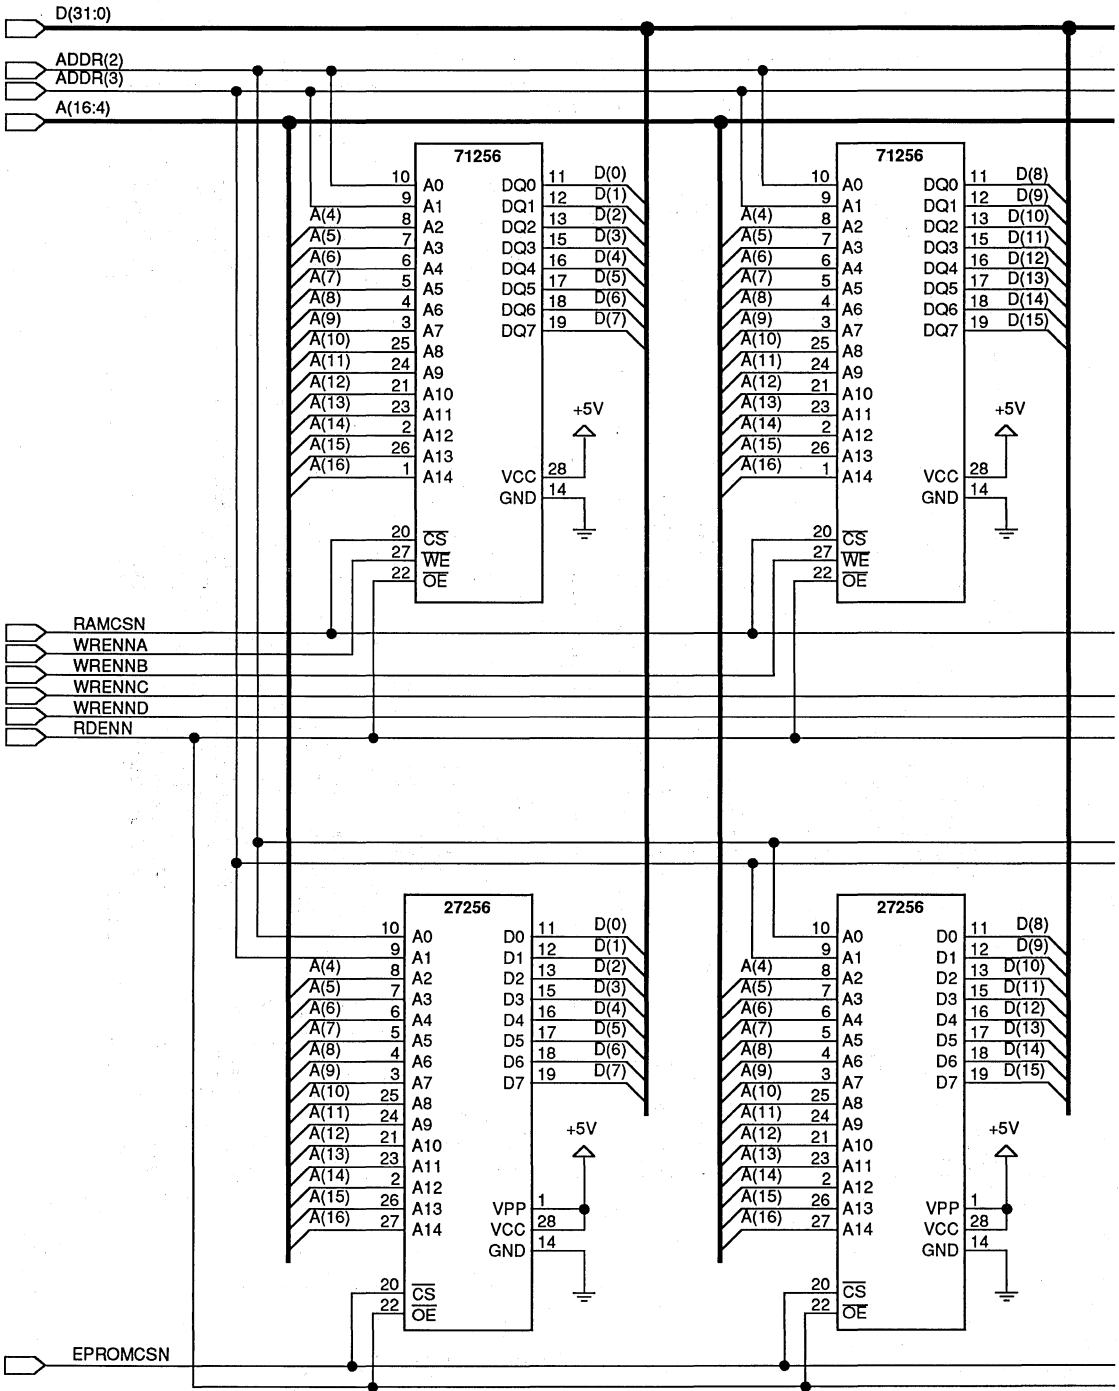 D(31:0)
ADDR(2)
ADDR(3)
A(16:4)
71256
10 A0 DQ0 11 D(0)
9 A1 DQ1 12 D(1)
A(4) 8 A2 DQ2 13 D(2)
A(5) 7 A3 DQ3 15 D(3)
A(6) 6 A4 DQ4 16 D(4)
A(7) 5 A5 DQ5 17 D(5)
A(8) 4 A6 DQ6 18 D(6)
A(9) 3 A7 DQ7 19 D(7)
A(10) 25 A8
A(11) 24 A9
A(12) 21 A10
A(13) 23 A11
+5V
A(14) 2 A12
A(15) 26 A13
A(16) 1 A14 VCC 28
GND 14
20 CS
27 WE
22 OE
71256
10 A0 DQ0 11 D(8)
9 A1 DQ1 12 D(9)
A(4) 8 A2 DQ2 13 D(10)
A(5) 7 A3 DQ3 15 D(11)
A(6) 6 A4 DQ4 16 D(12)
A(7) 5 A5 DQ5 17 D(13)
A(8) 4 A6 DQ6 18 D(14)
A(9) 3 A7 DQ7 19 D(15)
A(10) 25 A8
A(11) 24 A9
A(12) 21 A10
A(13) 23 A11
+5V
A(14) 2 A12
A(15) 26 A13
A(16) 1 A14 VCC 28
GND 14
20 CS
27 WE
22 OE
RAMCSN
WRENNA
WRENNB
WRENNC
WRENND
RDENN
27256
10 A0 D0 11 D(0)
9 A1 D1 12 D(1)
A(4) 8 A2 D2 13 D(2)
A(5) 7 A3 D3 15 D(3)
A(6) 6 A4 D4 16 D(4)
A(7) 5 A5 D5 17 D(5)
A(8) 4 A6 D6 18 D(6)
A(9) 3 A7 D7 19 D(7)
A(10) 25 A8
A(11) 24 A9
+5V
A(12) 21 A10
A(13) 23 A11
A(14) 2 A12
A(15) 26 A13 VPP 1
A(16) 27 A14 VCC 28
GND 14
20 CS
22 OE
27256
10 A0 D0 11 D(8)
9 A1 D1 12 D(9)
A(4) 8 A2 D2 13 D(10)
A(5) 7 A3 D3 15 D(11)
A(6) 6 A4 D4 16 D(12)
A(7) 5 A5 D5 17 D(13)
A(8) 4 A6 D6 18 D(14)
A(9) 3 A7 D7 19 D(15)
A(10) 25 A8
A(11) 24 A9
+5V
A(12) 21 A10
A(13) 23 A11
A(14) 2 A12
A(15) 26 A13 VPP 1
A(16) 27 A14 VCC 28
GND 14
20 CS
22 OE
EPROMCSN